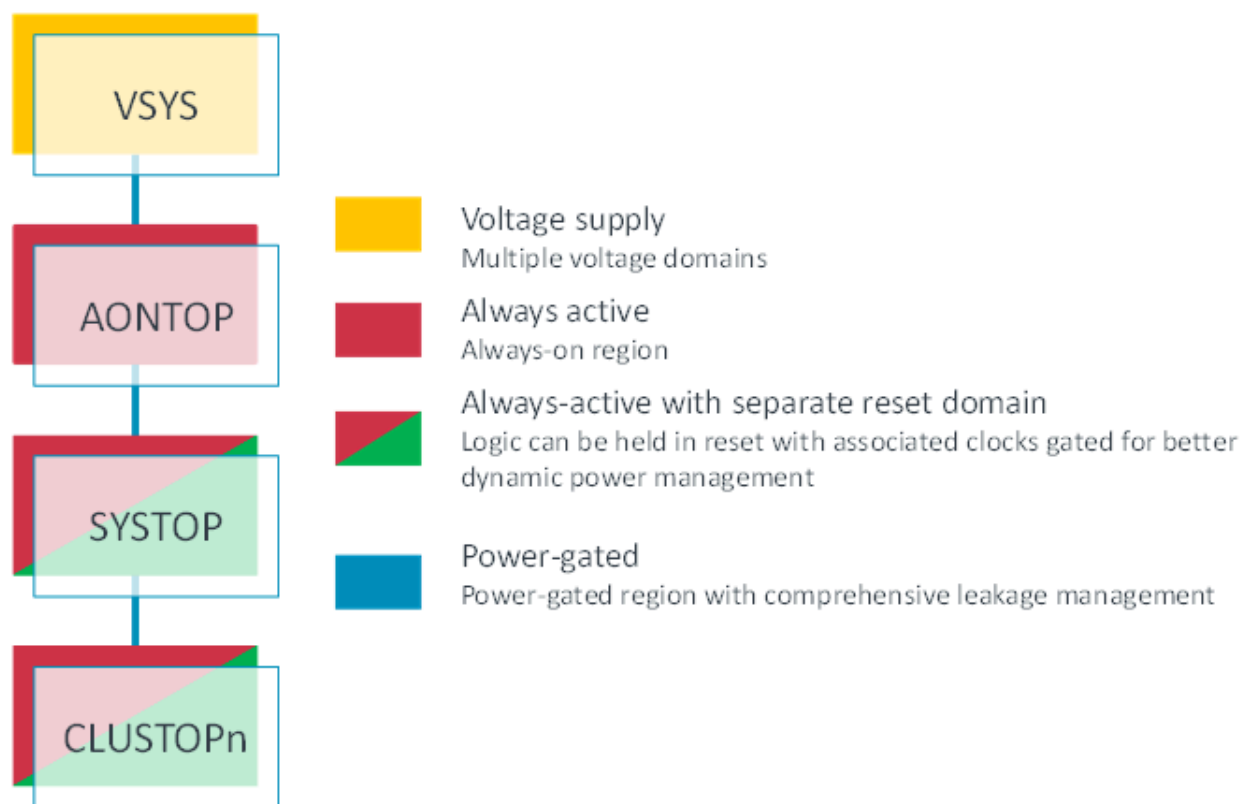 VSYS
AONTOP
SYSTOP
CLUSTOPn
Voltage supply
Multiple voltage domains
Always active
Always-on region
Always-active with separate reset domain
Logic can be held in reset with associated clocks gated for better
dynamic power management
Power-gated
Power-gated region with comprehensive leakage management